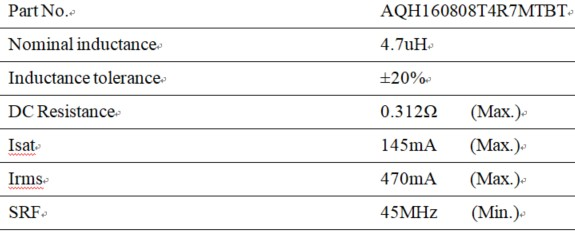 Part No. AQH160808T4R7MTBT
Nominal inductance 4.7uH
Inductance tolerance ±20%
DC Resistance 0.312Ω (Max.)
Isat 145mA (Max.)
Irms 470mA (Max.)
SRF 45MHz (Min.)